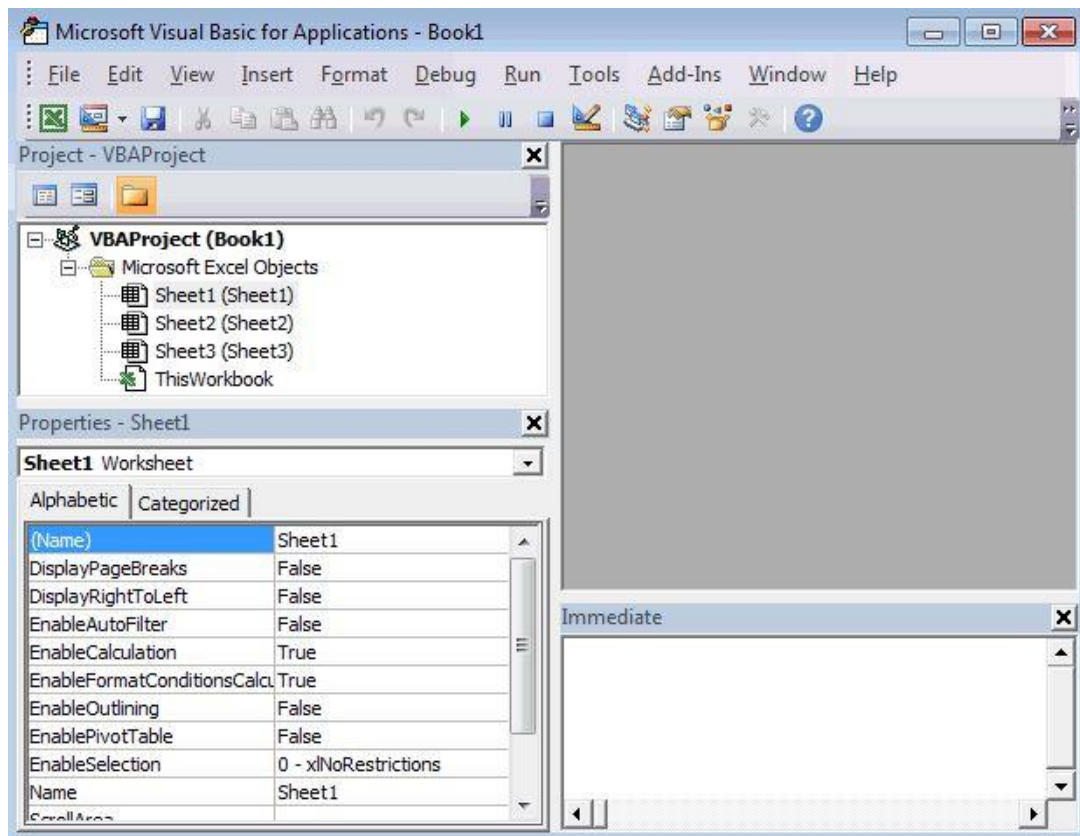 Microsoft Visual Basic for Applications - Book1
File Edit View Insert Format Debug Run Tools Add-Ins Window Help
Project - VBAProject
VBAProject (Book1)
Microsoft Excel Objects
Sheet1 (Sheet1)
Sheet2 (Sheet2)
Sheet3 (Sheet3)
ThisWorkbook
Properties - Sheet1
Sheet1 Worksheet
Alphabetic Categorized
(Name) Sheet1
DisplayPageBreaks False
DisplayRightToLeft False
EnableAutoFilter False
EnableCalculation True
EnableFormatConditionsCalcu True
EnableOutlining False
EnablePivotTable False
EnableSelection 0 - xlNoRestrictions
Name Sheet1
ScrollArea
Immediate